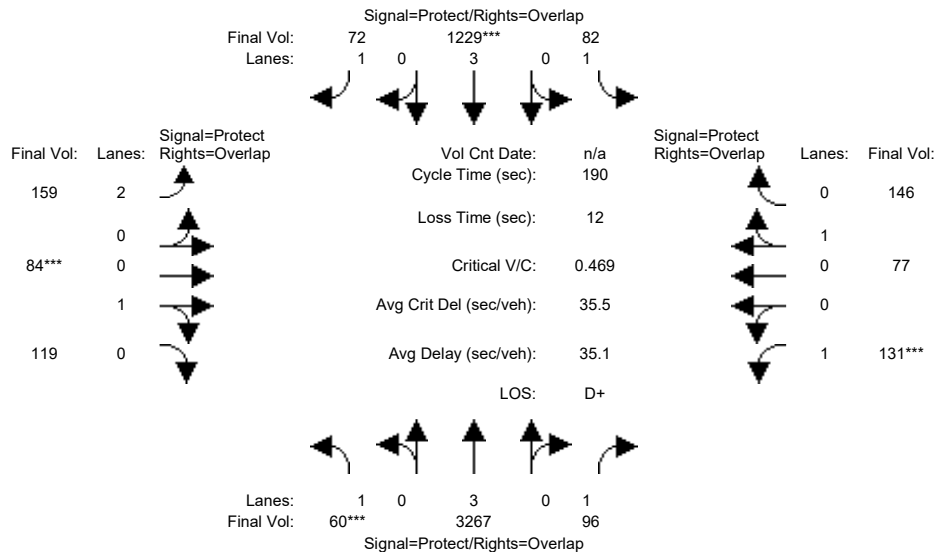 Signal=Protect/Rights=Overlap
Final Vol: 72 1229*** 82
Lanes: 1 0 3 0 1
Signal=Protect Signal=Protect
Final Vol: Lanes: Rights=Overlap Vol Cnt Date: n/a Rights=Overlap Lanes: Final Vol:
Cycle Time (sec): 190
159 2 0 146
Loss Time (sec): 12
0 1
84*** 0 Critical V/C: 0.469 0 77
1 Avg Crit Del (sec/veh): 35.5 0
119 0 Avg Delay (sec/veh): 35.1 1 131***
LOS: D+
Lanes: 1 0 3 0 1
Final Vol: 60*** 3267 96
Signal=Protect/Rights=Overlap